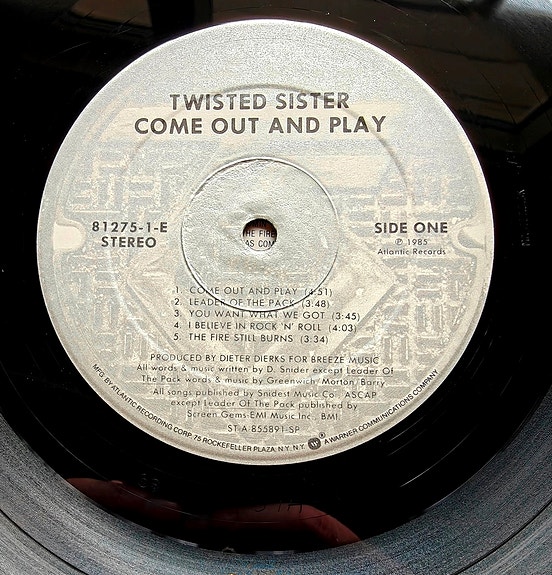 TWISTED SISTER
COME OUT AND PLAY
81275-1-E
STEREO
SIDE ONE
℗ 1985
Atlantic Records
THE FIRE
AS COM
1. COME OUT AND PLAY (4:51)
2. LEADER OF THE PACK (3:48)
3. YOU WANT WHAT WE GOT (3:45)
4. I BELIEVE IN ROCK 'N' ROLL (4:03)
5. THE FIRE STILL BURNS (3:34)
PRODUCED BY DIETER DIERKS FOR BREEZE MUSIC
All words & music written by D. Snider except Leader Of
The Pack words & music by Greenwich/Morton/Barry
All songs published by Snidest Music Co. ASCAP
except Leader Of The Pack published by
Screen Gems-EMI Music Inc., BMI.
ST-A-855891-SP
MFG. BY ATLANTIC RECORDING CORP. 75 ROCKEFELLER PLAZA, N.Y. N.Y. A WARNER COMMUNICATIONS COMPANY